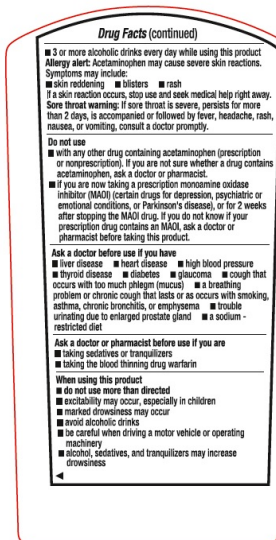 Drug Facts (continued)
■ 3 or more alcoholic drinks every day while using this product
Allergy alert: Acetaminophen may cause severe skin reactions.
Symptoms may include:
■ skin reddening ■ blisters ■ rash
If a skin reaction occurs, stop use and seek medical help right away.
Sore throat warning: If sore throat is severe, persists for more
than 2 days, is accompanied or followed by fever, headache, rash,
nausea, or vomiting, consult a doctor promptly.
Do not use
■ with any other drug containing acetaminophen (prescription
or nonprescription). If you are not sure whether a drug contains
acetaminophen, ask a doctor or pharmacist.
■ if you are now taking a prescription monoamine oxidase
inhibitor (MAOI) (certain drugs for depression, psychiatric or
emotional conditions, or Parkinson's disease), or for 2 weeks
after stopping the MAOI drug. If you do not know if your
prescription drug contains an MAOI, ask a doctor or
pharmacist before taking this product.
Ask a doctor before use if you have
■ liver disease ■ heart disease ■ high blood pressure
■ thyroid disease ■ diabetes ■ glaucoma ■ cough that
occurs with too much phlegm (mucus) ■ a breathing
problem or chronic cough that lasts or as occurs with smoking,
asthma, chronic bronchitis, or emphysema ■ trouble
urinating due to enlarged prostate gland ■ a sodium -
restricted diet
Ask a doctor or pharmacist before use if you are
■ taking sedatives or tranquilizers
■ taking the blood thinning drug warfarin
When using this product
■ do not use more than directed
■ excitability may occur, especially in children
■ marked drowsiness may occur
■ avoid alcoholic drinks
■ be careful when driving a motor vehicle or operating
machinery
■ alcohol, sedatives, and tranquilizers may increase
drowsiness